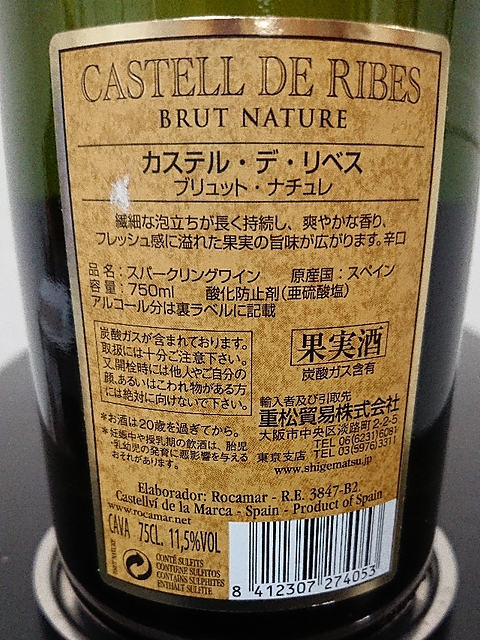 CASTELL DE RIBES
BRUT NATURE
カステル・デ・リベス
ブリュット・ナチュレ
繊細な泡立ちが長く持続し、爽やかな香り、
フレッシュ感に溢れた果実の旨味が広がります。辛口
品名：スパークリングワイン 原産国：スペイン
容量：750ml 酸化防止剤(亜硫酸塩)
アルコール分は裏ラベルに記載
炭酸ガスが含まれております。
取扱には十分ご注意下さい。
又、開栓時には他人やご自分の
顔、あるいはこわれ物がある方
には絶対に向けないで下さい。
果実酒
炭酸ガス含有
＊お酒は20歳を過ぎてから。
＊妊娠中や授乳期の飲酒は、胎児
・乳幼児の発育に悪影響を与える
おそれがあります。
輸入者及び引取先
重松貿易株式会社
大阪市中央区淡路町2-2-5
TEL 06(6231)6081
東京支店 TEL 03(5976)3311
www.shigematsu.jp
Elaborador: Rocamar - R.E. 3847-B2.
Castellví de la Marca - Spain - Product of Spain
www.rocamar.net
CAVA 75CL. 11,5%VOL
CONTÉ SULFITS
CONTIENE SULFITOS
CONTAINS SULPHITES
ENTHÄLT SULFITE
8 412307 274053